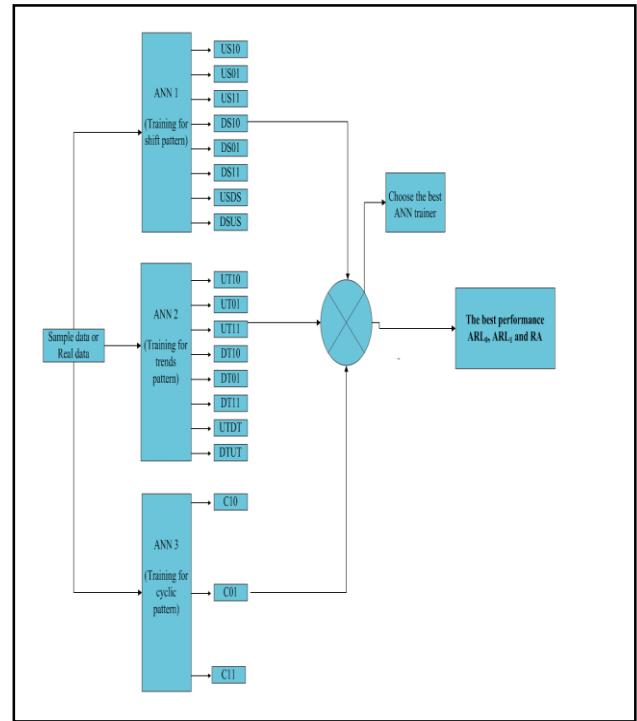 Sample data or
Real data
ANN 1
(Training for
shift pattern)
US10
US01
US11
DS10
DS01
DS11
USDS
DSUS
ANN 2
(Training for
trends
pattern)
UT10
UT01
UT11
DT10
DT01
DT11
UTDT
DTUT
ANN 3
(Training for
cyclic
pattern)
C10
C01
C11
Choose the best
ANN trainer
The best performance
ARL₀, ARL₁ and RA